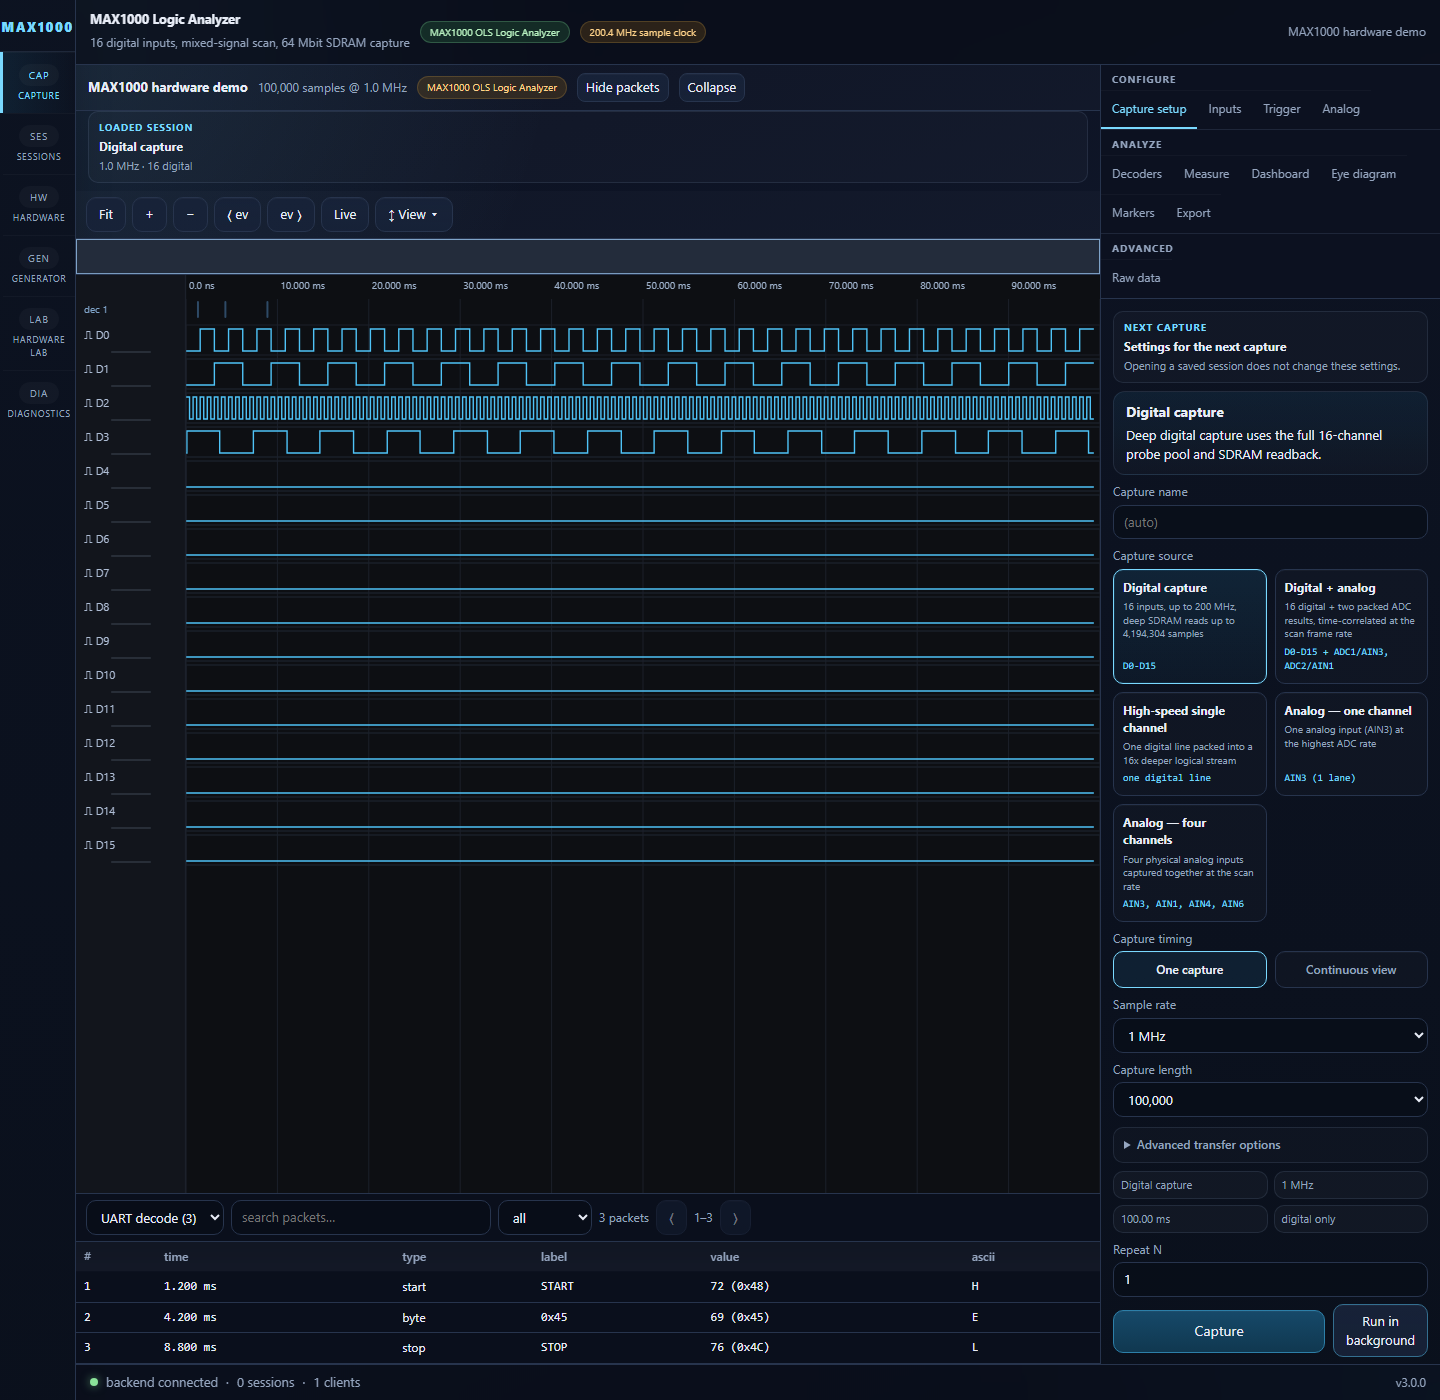 MAX1000
CAP
CAPTURE
SES
SESSIONS
HW
HARDWARE
GEN
GENERATOR
LAB
HARDWARE
LAB
DIA
DIAGNOSTICS
MAX1000 Logic Analyzer
16 digital inputs, mixed-signal scan, 64 Mbit SDRAM capture
MAX1000 OLS Logic Analyzer
200.4 MHz sample clock
MAX1000 hardware demo
MAX1000 hardware demo
100,000 samples @ 1.0 MHz
MAX1000 OLS Logic Analyzer
Hide packets
Collapse
LOADED SESSION
Digital capture
1.0 MHz · 16 digital
Fit
+
−
⟨ ev
ev ⟩
Live
↕ View ▾
0.0 ns
10.000 ms
20.000 ms
30.000 ms
40.000 ms
50.000 ms
60.000 ms
70.000 ms
80.000 ms
90.000 ms
dec 1
D0
D1
D2
D3
D4
D5
D6
D7
D8
D9
D10
D11
D12
D13
D14
D15
UART decode (3)
search packets...
all
3 packets
⟨
1–3
⟩
# time type label value ascii
1 1.200 ms start START 72 (0x48) H
2 4.200 ms byte 0x45 69 (0x45) E
3 8.800 ms stop STOP 76 (0x4C) L
CONFIGURE
Capture setup
Inputs
Trigger
Analog
ANALYZE
Decoders
Measure
Dashboard
Eye diagram
Markers
Export
ADVANCED
Raw data
NEXT CAPTURE
Settings for the next capture
Opening a saved session does not change these settings.
Digital capture
Deep digital capture uses the full 16-channel
probe pool and SDRAM readback.
Capture name
(auto)
Capture source
Digital capture
16 inputs, up to 200 MHz,
deep SDRAM reads up to
4,194,304 samples
D0-D15
Digital + analog
16 digital + two packed ADC
results, time-correlated at the
scan frame rate
D0-D15 + ADC1/AIN3,
ADC2/AIN1
High-speed single
channel
One digital line packed into a
16x deeper logical stream
one digital line
Analog — one channel
One analog input (AIN3) at
the highest ADC rate
AIN3 (1 lane)
Analog — four
channels
Four physical analog inputs
captured together at the scan
rate
AIN3, AIN1, AIN4, AIN6
Capture timing
One capture
Continuous view
Sample rate
1 MHz
Capture length
100,000
▶ Advanced transfer options
Digital capture
1 MHz
100.00 ms
digital only
Repeat N
1
Capture
Run in
background
backend connected · 0 sessions · 1 clients
v3.0.0